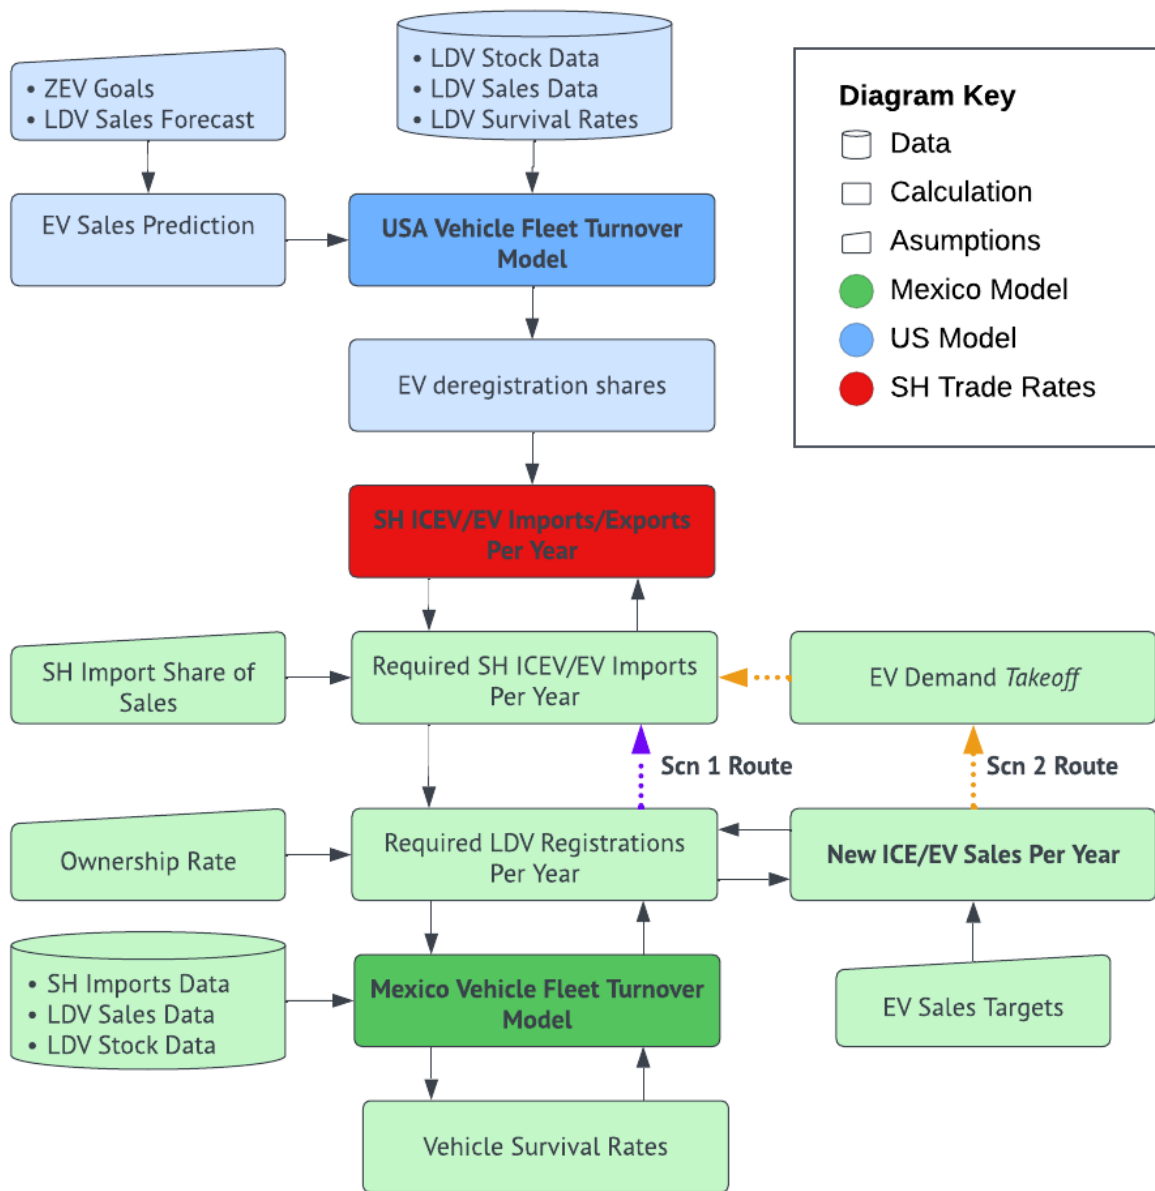 • ZEV Goals
• LDV Sales Forecast
• LDV Stock Data
• LDV Sales Data
• LDV Survival Rates
Diagram Key
Data
Calculation
Asumptions
Mexico Model
US Model
SH Trade Rates
EV Sales Prediction
USA Vehicle Fleet Turnover
Model
EV deregistration shares
SH ICEV/EV Imports/Exports
Per Year
SH Import Share of
Sales
Required SH ICEV/EV Imports
Per Year
EV Demand Takeoff
Scn 1 Route
Scn 2 Route
Ownership Rate
Required LDV Registrations
Per Year
New ICE/EV Sales Per Year
• SH Imports Data
• LDV Sales Data
• LDV Stock Data
Mexico Vehicle Fleet Turnover
Model
EV Sales Targets
Vehicle Survival Rates